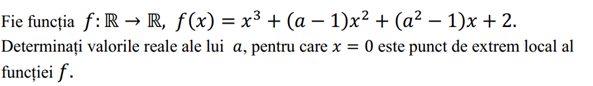 Fie funcția f: ℝ → ℝ, f(x) = x³ + (a − 1)x² + (a² − 1)x + 2.
Determinați valorile reale ale lui a, pentru care x = 0 este punct de extrem local al
funcției f.